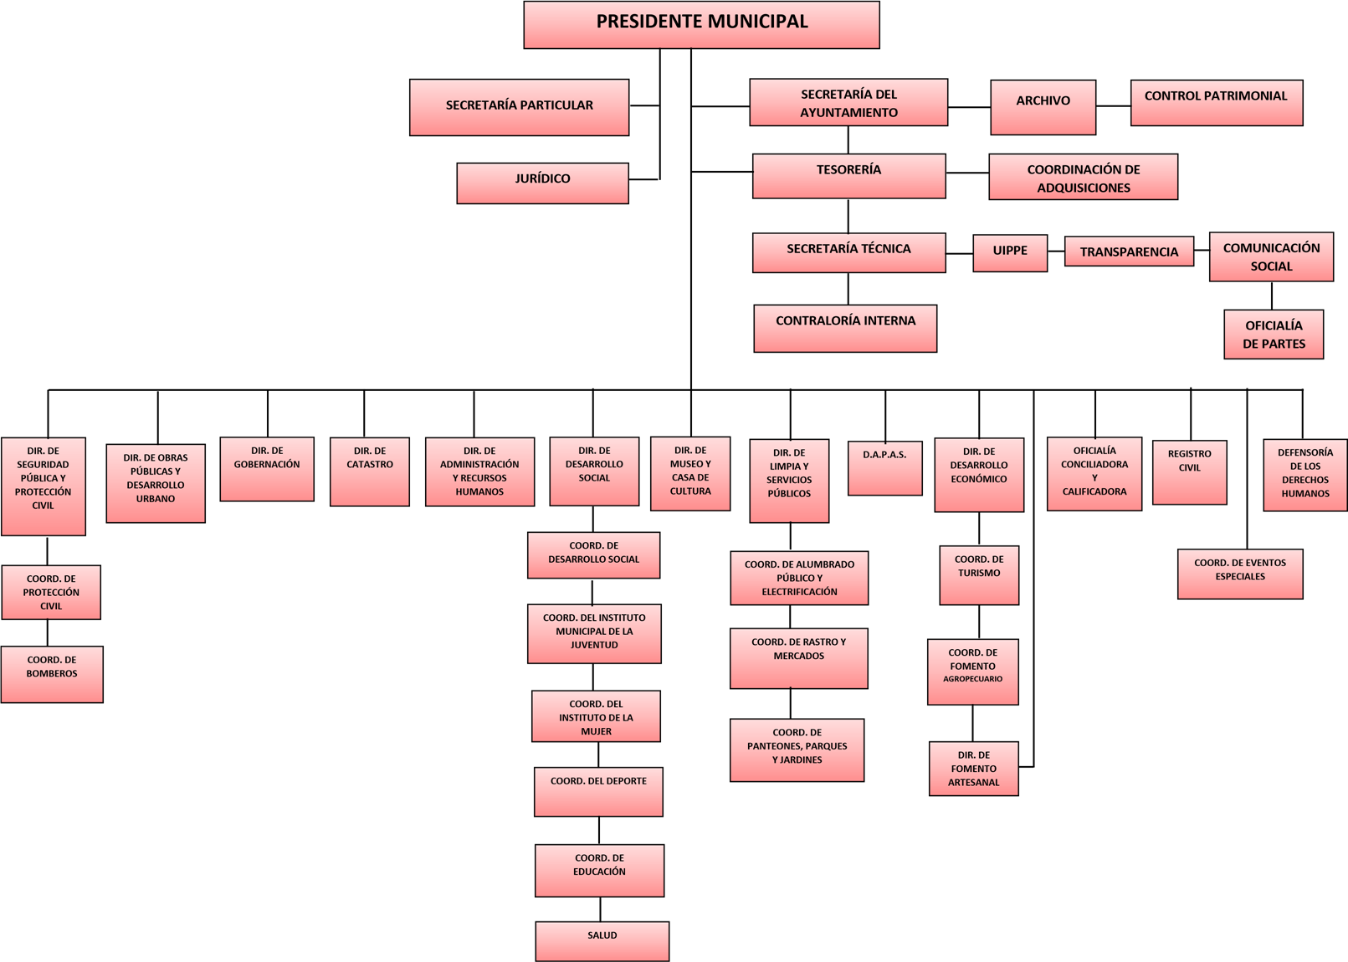 PRESIDENTE MUNICIPAL
SECRETARÍA PARTICULAR
JURÍDICO
SECRETARÍA DEL
AYUNTAMIENTO
ARCHIVO
CONTROL PATRIMONIAL
TESORERÍA
COORDINACIÓN DE
ADQUISICIONES
SECRETARÍA TÉCNICA
UIPPE
TRANSPARENCIA
COMUNICACIÓN
SOCIAL
CONTRALORÍA INTERNA
OFICIALÍA
DE PARTES
DIR. DE
SEGURIDAD
PÚBLICA Y
PROTECCIÓN
CIVIL
DIR. DE OBRAS
PÚBLICAS Y
DESARROLLO
URBANO
DIR. DE
GOBERNACIÓN
DIR. DE
CATASTRO
DIR. DE
ADMINISTRACIÓN
Y RECURSOS
HUMANOS
DIR. DE
DESARROLLO
SOCIAL
DIR. DE
MUSEO Y
CASA DE
CULTURA
DIR. DE
LIMPIA Y
SERVICIOS
PÚBLICOS
D.A.P.A.S.
DIR. DE
DESARROLLO
ECONÓMICO
OFICIALÍA
CONCILIADORA
Y
CALIFICADORA
REGISTRO
CIVIL
DEFENSORÍA
DE LOS
DERECHOS
HUMANOS
COORD. DE
PROTECCIÓN
CIVIL
COORD. DE
BOMBEROS
COORD. DE
DESARROLLO SOCIAL
COORD. DEL INSTITUTO
MUNICIPAL DE LA
JUVENTUD
COORD. DEL
INSTITUTO DE LA
MUJER
COORD. DEL DEPORTE
COORD. DE
EDUCACIÓN
SALUD
COORD. DE ALUMBRADO
PÚBLICO Y
ELECTRIFICACIÓN
COORD. DE RASTRO Y
MERCADOS
COORD. DE
PANTEONES, PARQUES
Y JARDINES
COORD. DE
TURISMO
COORD. DE
FOMENTO
AGROPECUARIO
DIR. DE
FOMENTO
ARTESANAL
COORD. DE EVENTOS
ESPECIALES